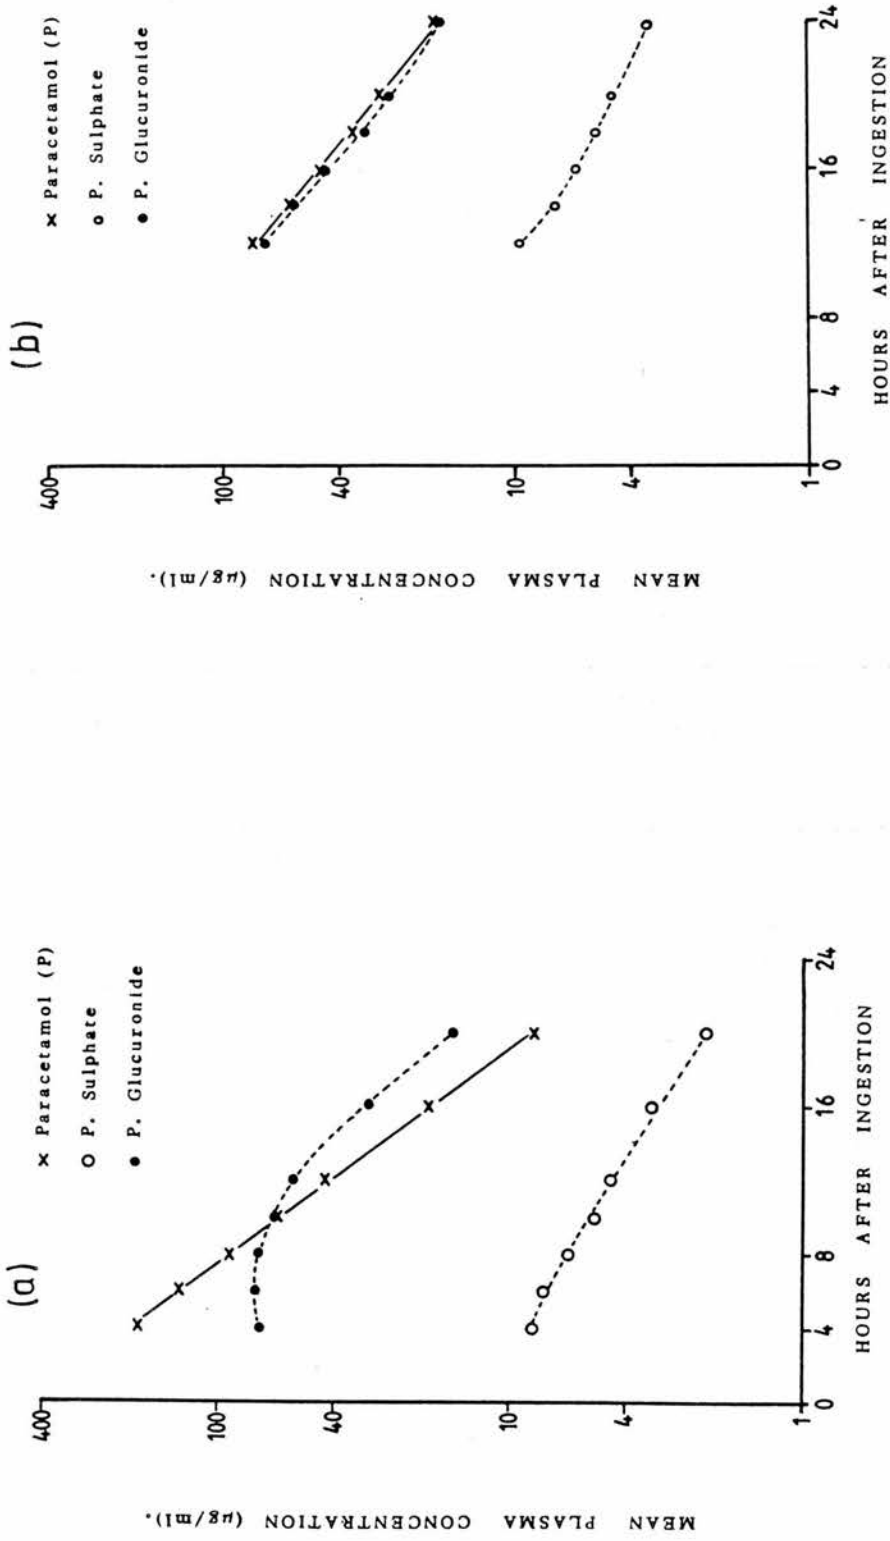 (a)
× Paracetamol (P)
o P. Sulphate
• P. Glucuronide
MEAN PLASMA CONCENTRATION (µg/ml).
400
100
40
10
4
1
0 4 8 16 24
HOURS AFTER INGESTION
(b)
× Paracetamol (P)
o P. Sulphate
• P. Glucuronide
MEAN PLASMA CONCENTRATION (µg/ml).
400
100
40
10
4
1
0 4 8 16 24
HOURS AFTER INGESTION